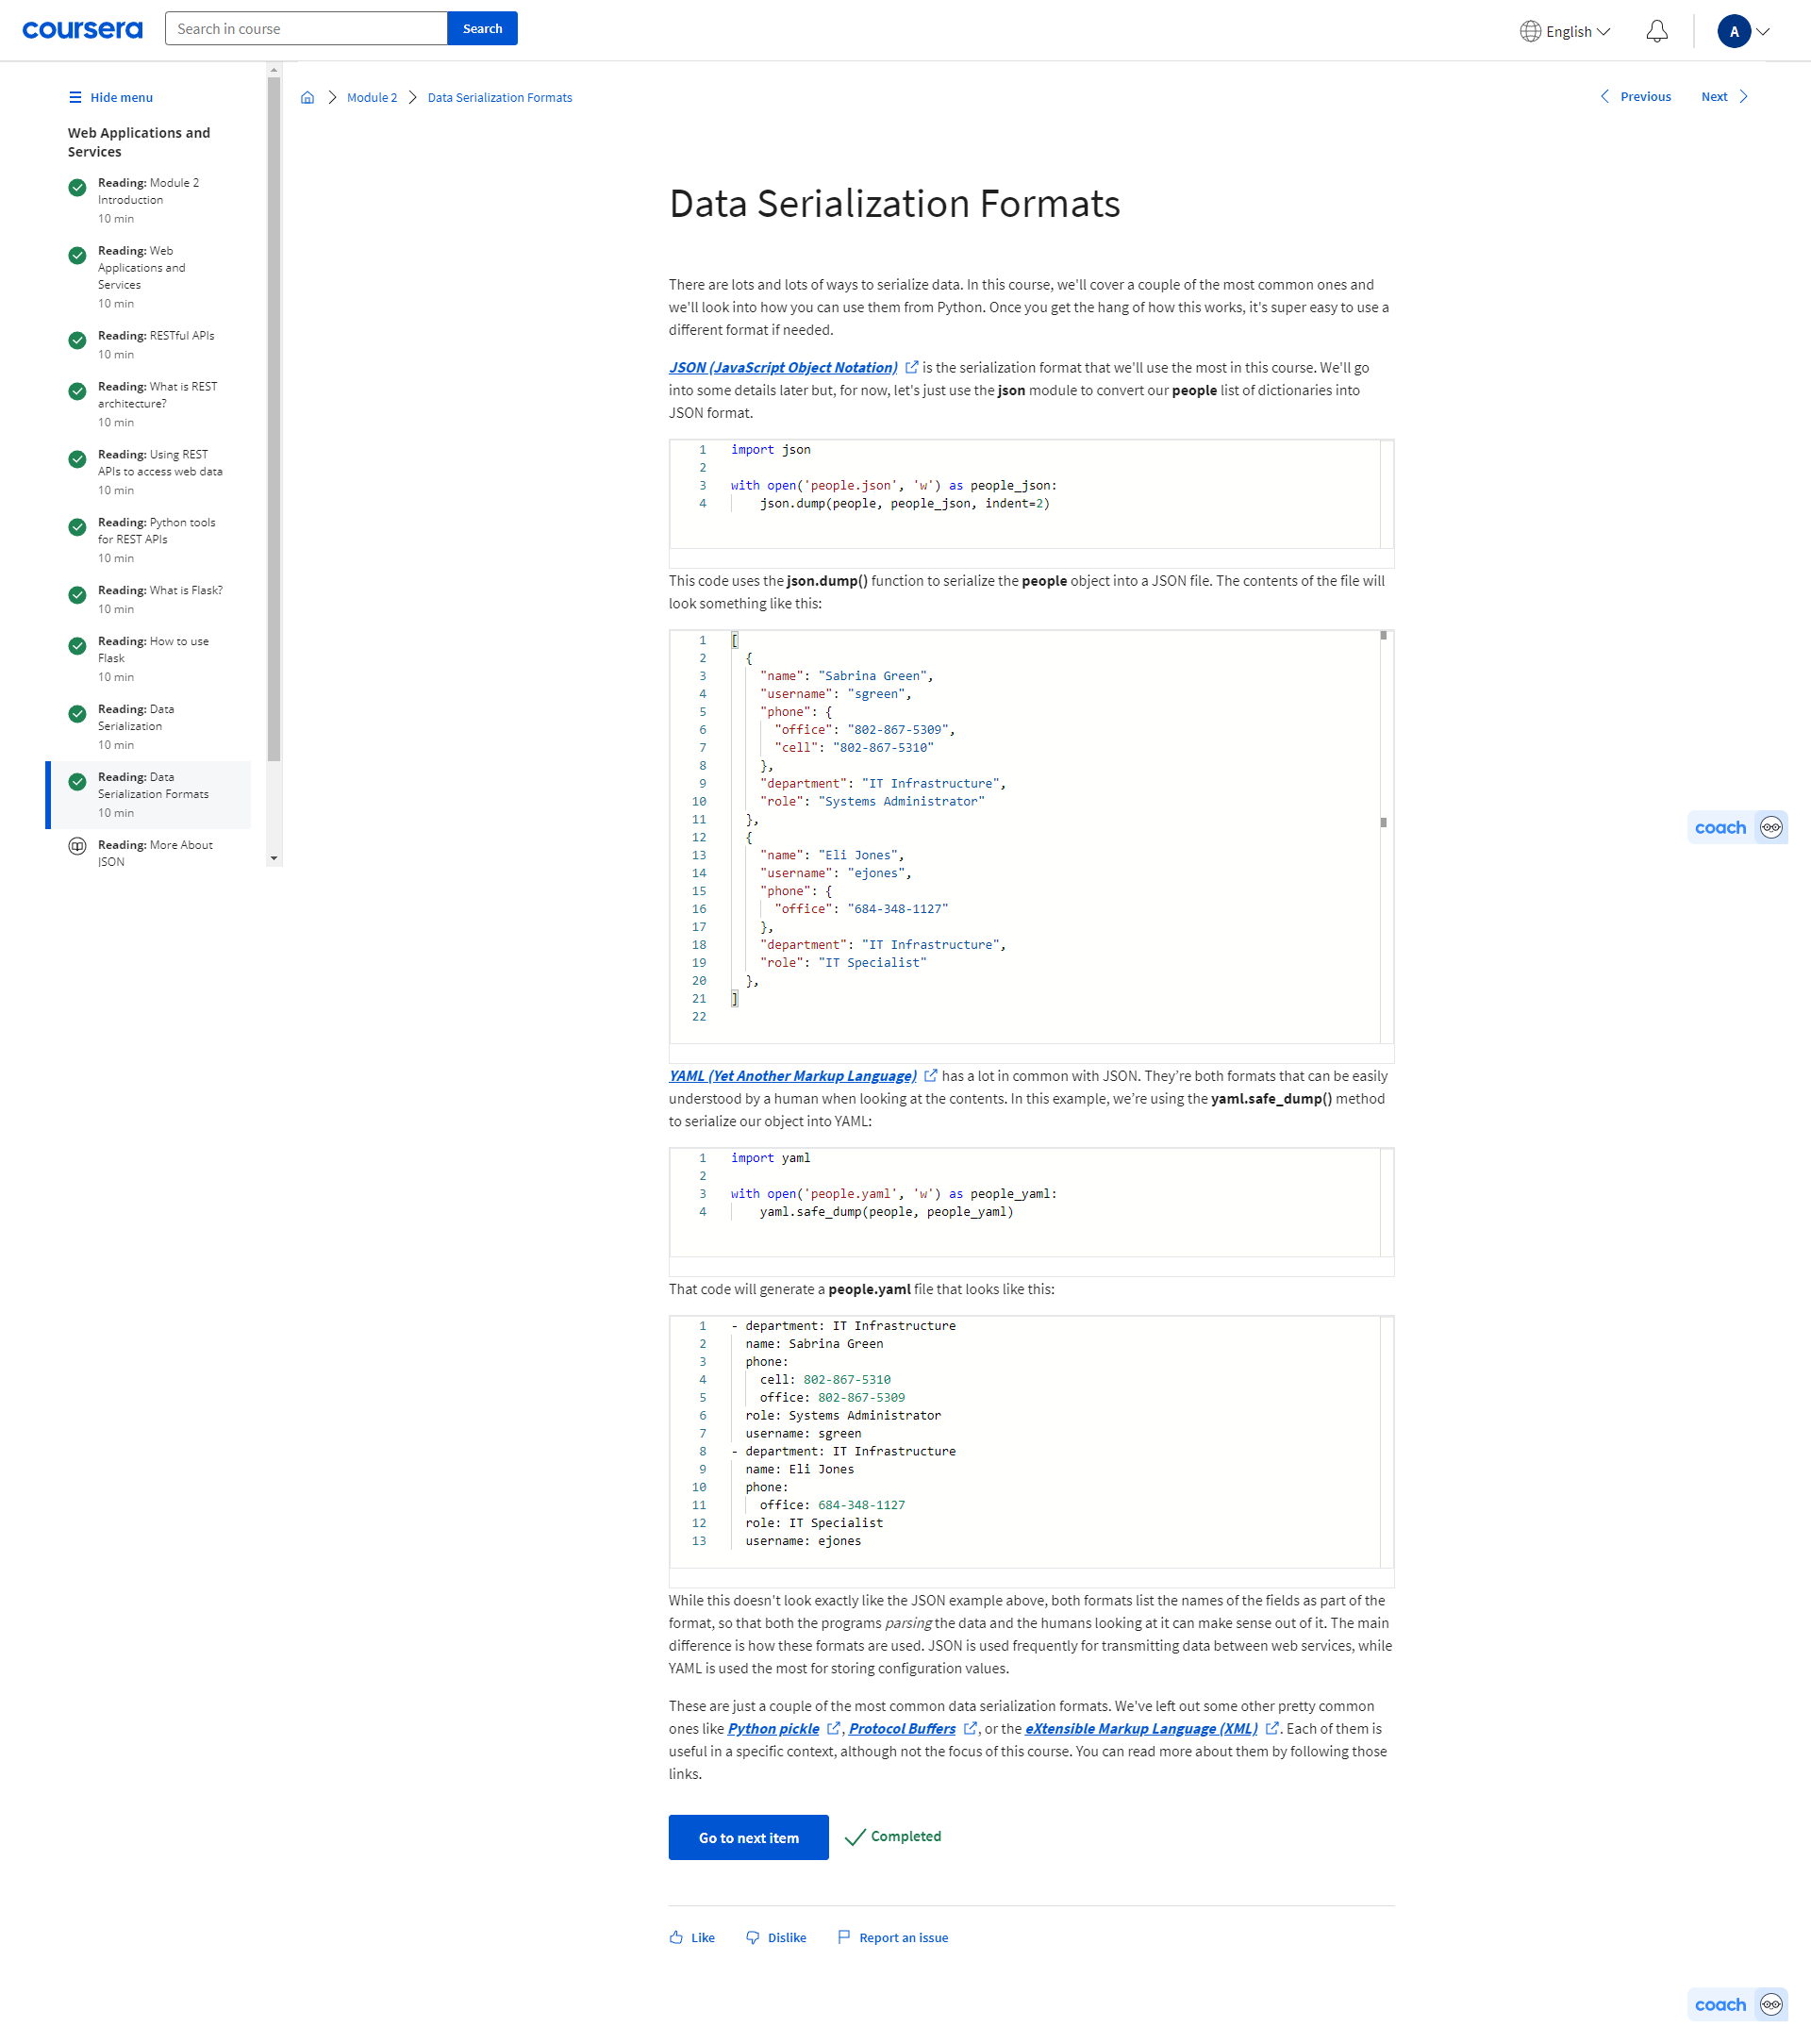 coursera
Search in course
Search
English
A
Hide menu
Web Applications and
Services
Reading: Module 2
Introduction
10 min
Reading: Web
Applications and
Services
10 min
Reading: RESTful APIs
10 min
Reading: What is REST
architecture?
10 min
Reading: Using REST
APIs to access web data
10 min
Reading: Python tools
for REST APIs
10 min
Reading: What is Flask?
10 min
Reading: How to use
Flask
10 min
Reading: Data
Serialization
10 min
Reading: Data
Serialization Formats
10 min
Reading: More About
JSON
Module 2
Data Serialization Formats
Previous
Next
Data Serialization Formats
There are lots and lots of ways to serialize data. In this course, we'll cover a couple of the most common ones and
we'll look into how you can use them from Python. Once you get the hang of how this works, it's super easy to use a
different format if needed.
JSON (JavaScript Object Notation) is the serialization format that we'll use the most in this course. We'll go
into some details later but, for now, let's just use the json module to convert our people list of dictionaries into
JSON format.
1 import json
2
3 with open('people.json', 'w') as people_json:
4     json.dump(people, people_json, indent=2)
This code uses the json.dump() function to serialize the people object into a JSON file. The contents of the file will
look something like this:
1 [
2   {
3     "name": "Sabrina Green",
4     "username": "sgreen",
5     "phone": {
6       "office": "802-867-5309",
7       "cell": "802-867-5310"
8     },
9     "department": "IT Infrastructure",
10     "role": "Systems Administrator"
11   },
12   {
13     "name": "Eli Jones",
14     "username": "ejones",
15     "phone": {
16       "office": "684-348-1127"
17     },
18     "department": "IT Infrastructure",
19     "role": "IT Specialist"
20   },
21 ]
22
YAML (Yet Another Markup Language) has a lot in common with JSON. They’re both formats that can be easily
understood by a human when looking at the contents. In this example, we’re using the yaml.safe_dump() method
to serialize our object into YAML:
1 import yaml
2
3 with open('people.yaml', 'w') as people_yaml:
4     yaml.safe_dump(people, people_yaml)
That code will generate a people.yaml file that looks like this:
1 - department: IT Infrastructure
2   name: Sabrina Green
3   phone:
4     cell: 802-867-5310
5     office: 802-867-5309
6   role: Systems Administrator
7   username: sgreen
8 - department: IT Infrastructure
9   name: Eli Jones
10   phone:
11     office: 684-348-1127
12   role: IT Specialist
13   username: ejones
While this doesn't look exactly like the JSON example above, both formats list the names of the fields as part of the
format, so that both the programs parsing the data and the humans looking at it can make sense out of it. The main
difference is how these formats are used. JSON is used frequently for transmitting data between web services, while
YAML is used the most for storing configuration values.
These are just a couple of the most common data serialization formats. We've left out some other pretty common
ones like Python pickle, Protocol Buffers, or the eXtensible Markup Language (XML). Each of them is
useful in a specific context, although not the focus of this course. You can read more about them by following those
links.
Go to next item
Completed
Like
Dislike
Report an issue
coach
coach